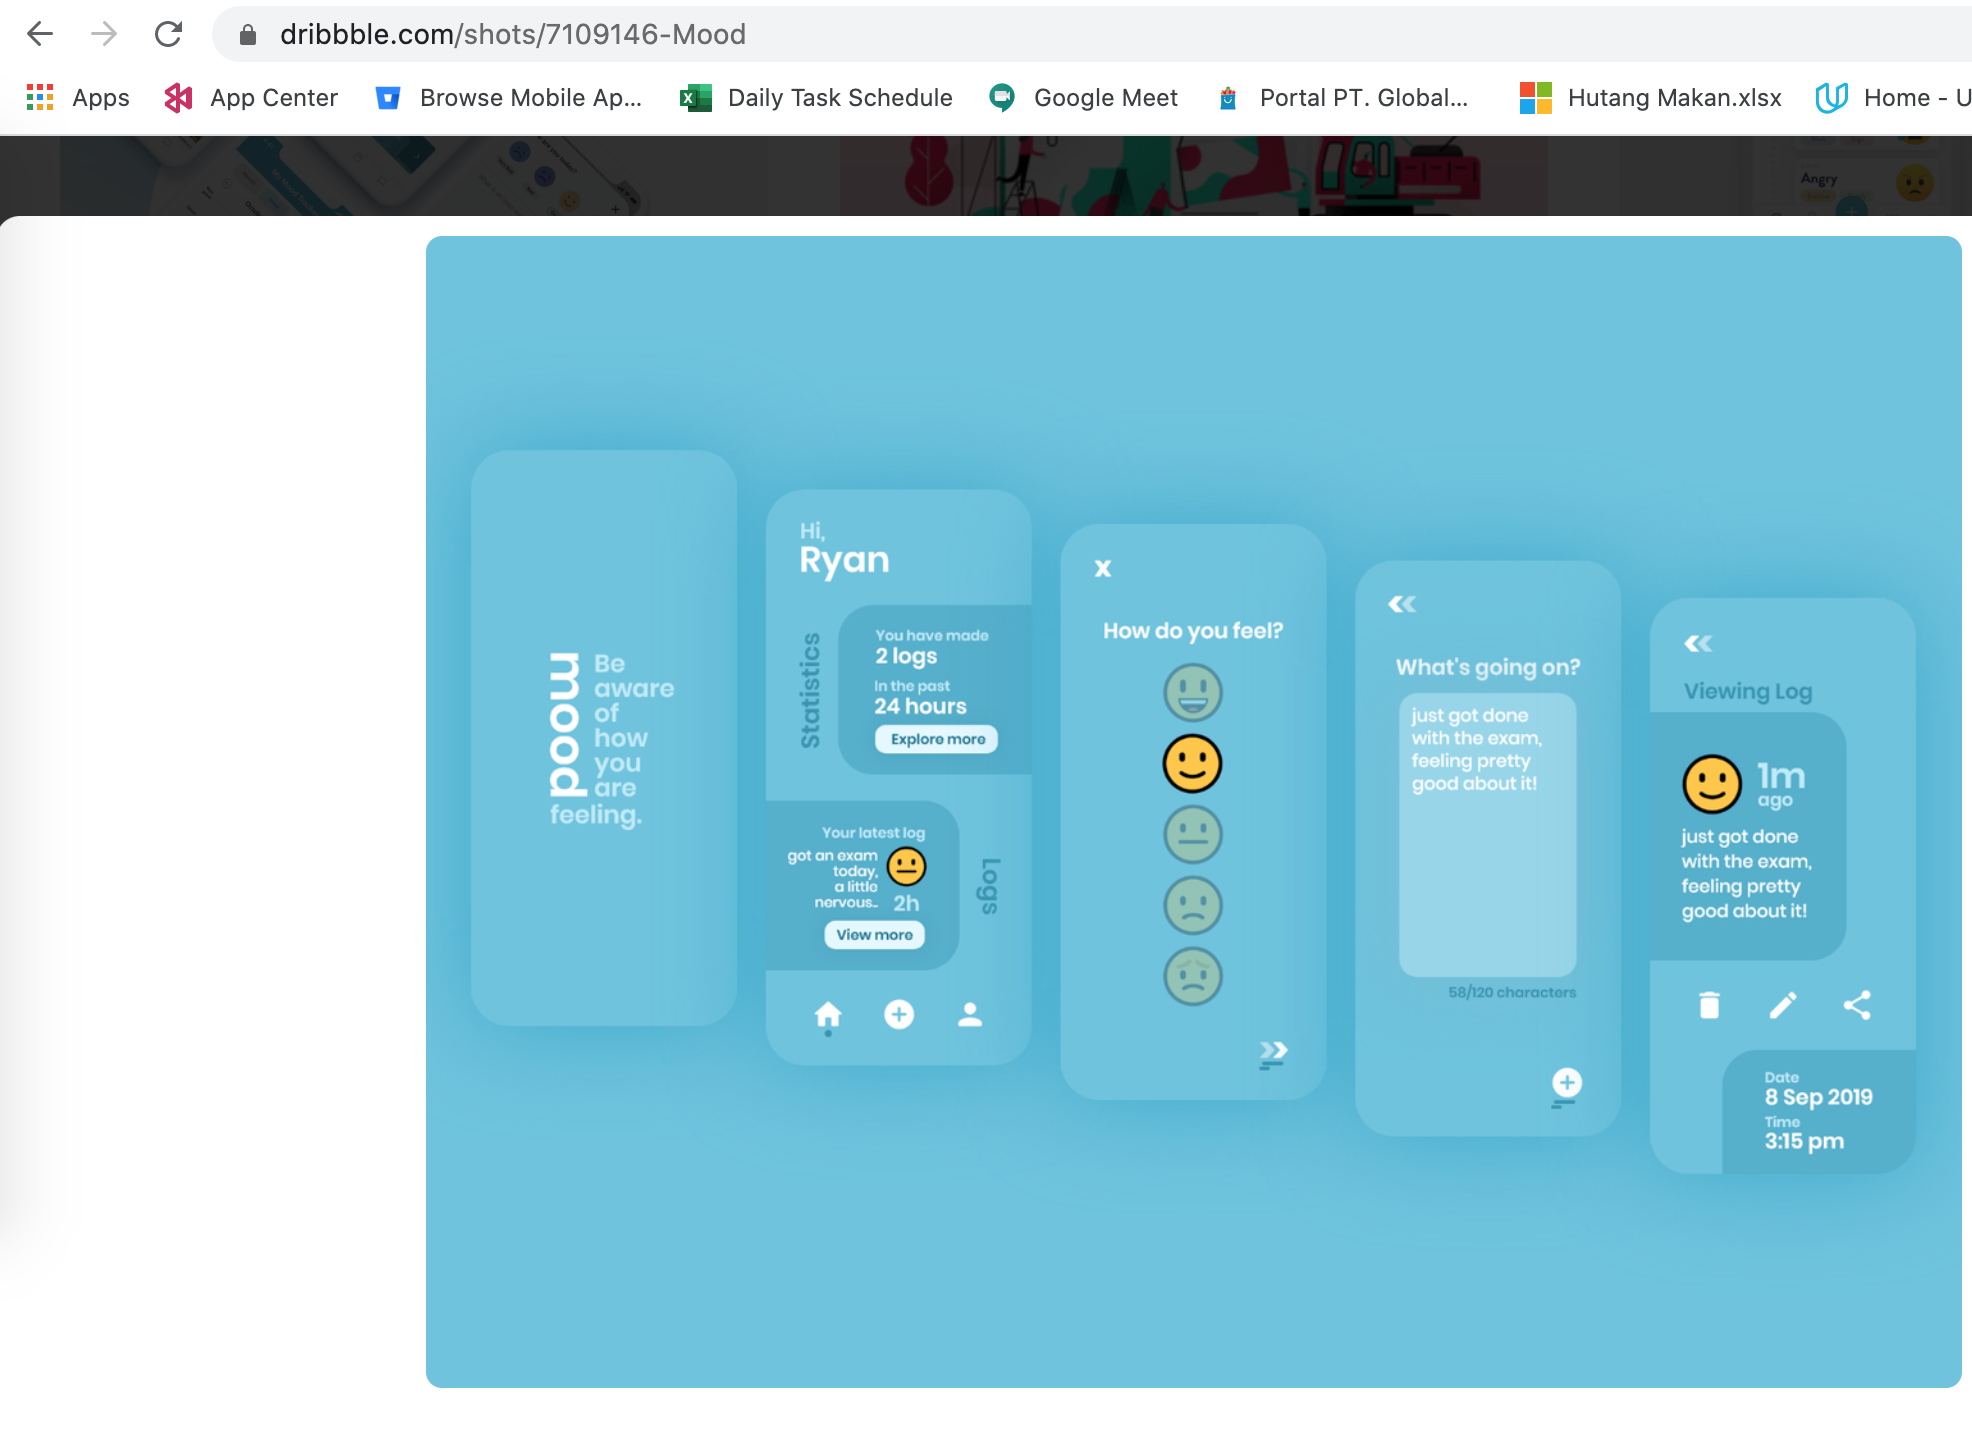 dribbble.com/shots/7109146-Mood
Apps
App Center
Browse Mobile Ap...
Daily Task Schedule
Google Meet
Portal PT. Global...
Hutang Makan.xlsx
Home - U
Angry
mood
Be
aware
of
how
you
are
feeling.
Hi,
Ryan
Statistics
You have made
2 logs
In the past
24 hours
Explore more
Your latest log
got an exam
today,
a little
nervous..
2h
View more
Logs
x
How do you feel?
What's going on?
just got done
with the exam,
feeling pretty
good about it!
58/120 characters
Viewing Log
1m
ago
just got done
with the exam,
feeling pretty
good about it!
Date
8 Sep 2019
Time
3:15 pm